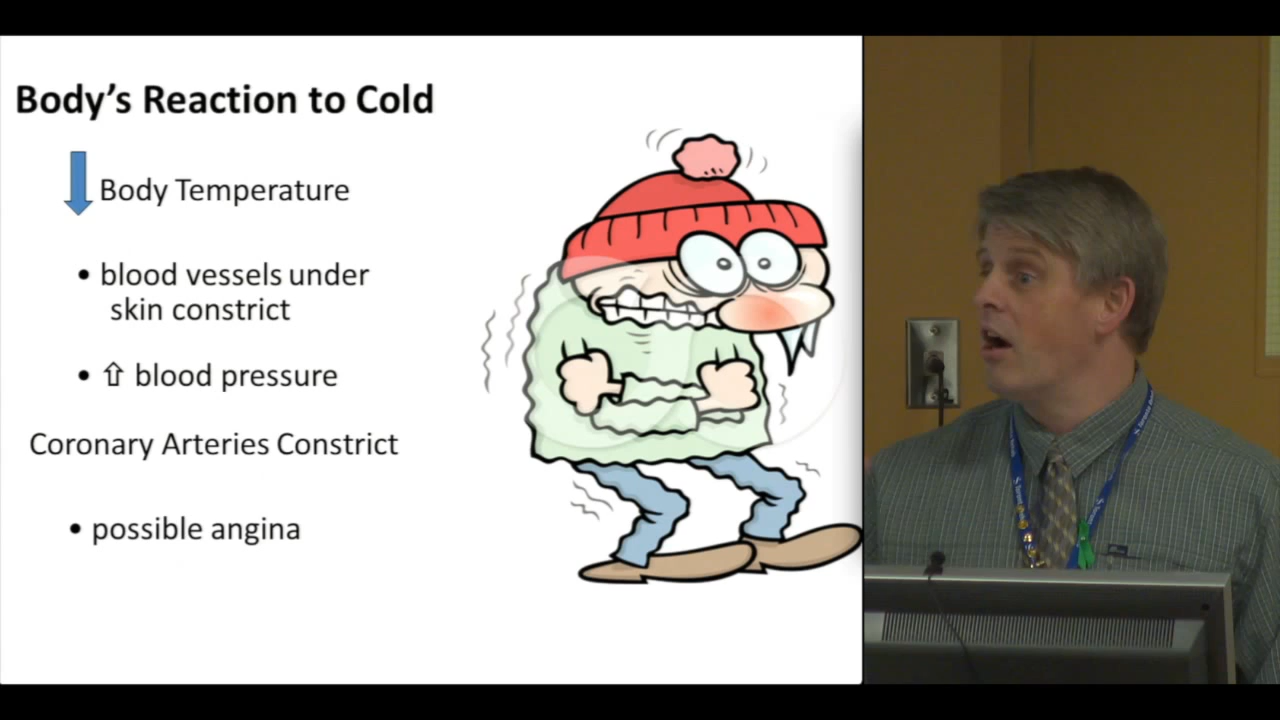 Body's Reaction to Cold
Body Temperature
• blood vessels under
skin constrict
• ⇧ blood pressure
Coronary Arteries Constrict
• possible angina